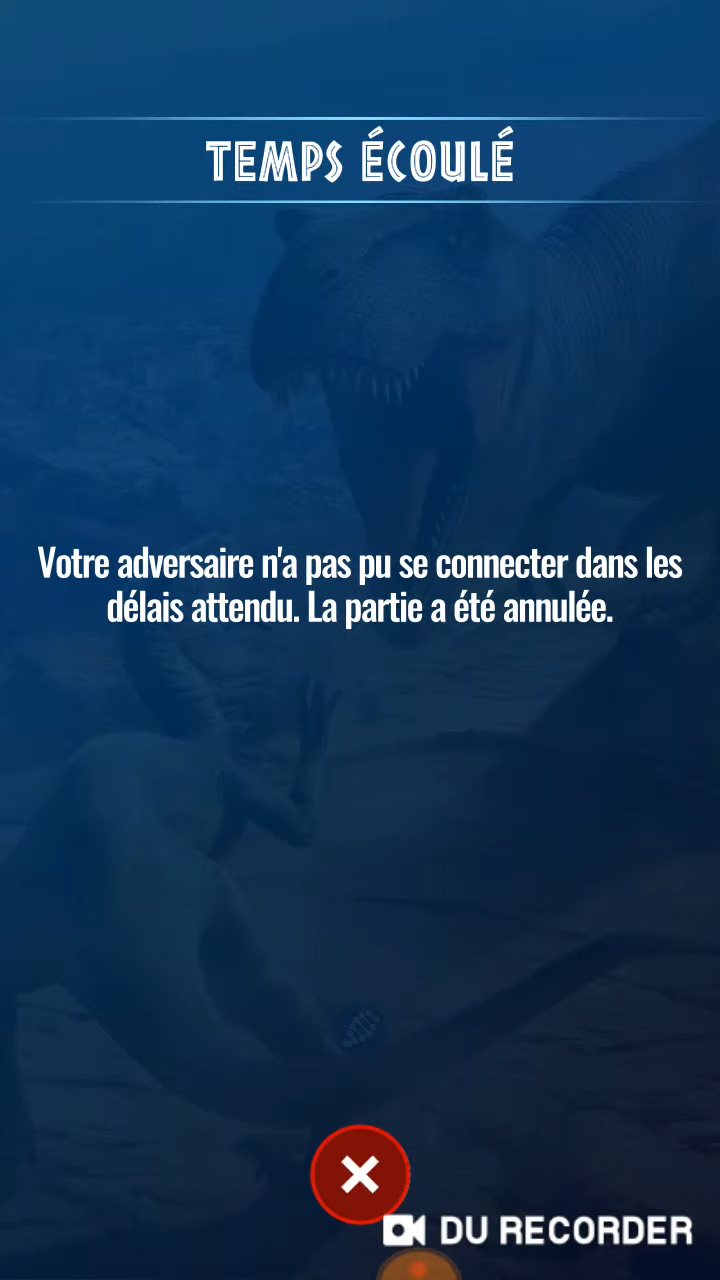 TEMPS ÉCOULÉ
Votre adversaire n'a pas pu se connecter dans les
délais attendu. La partie a été annulée.
DU RECORDER